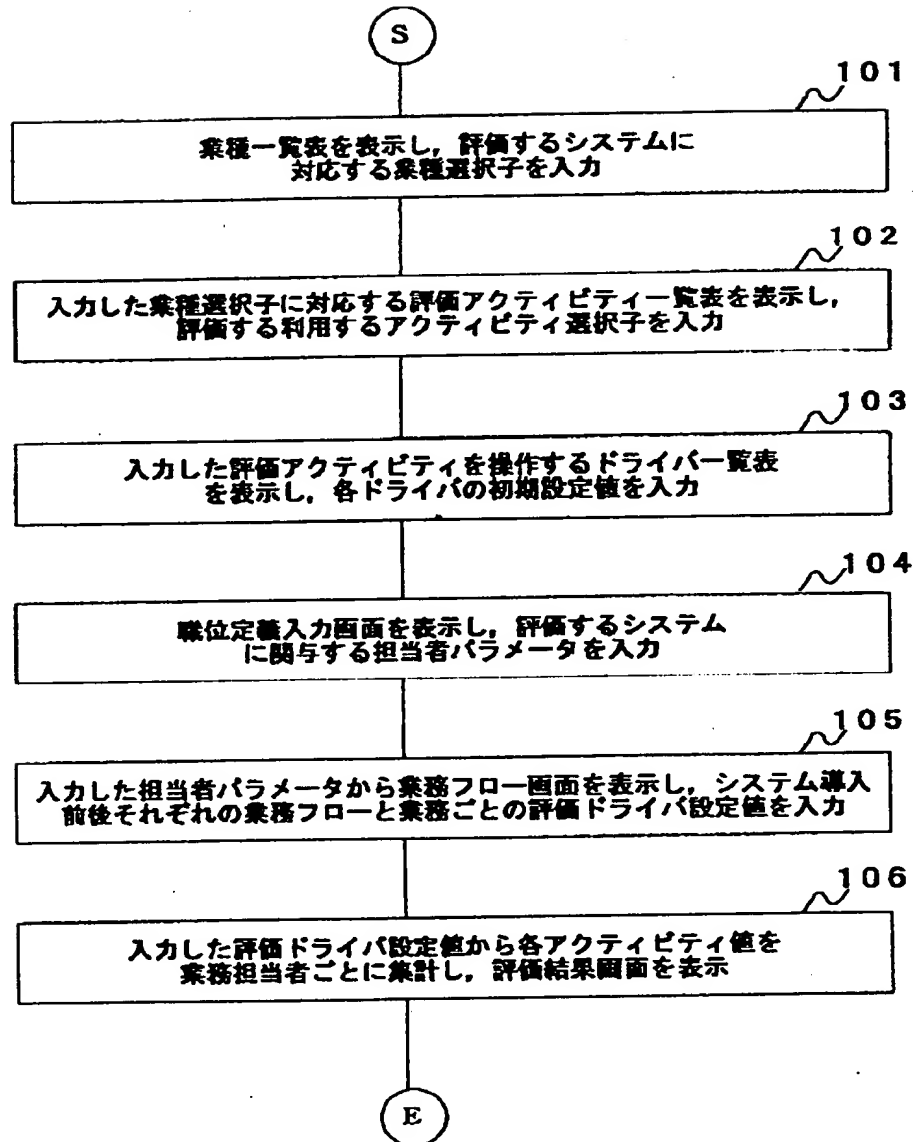 S
101
業種一覧表を表示し，評価するシステムに
対応する業種選択子を入力
102
入力した業種選択子に対応する評価アクティビティ一覧表を表示し，
評価する利用するアクティビティ選択子を入力
103
入力した評価アクティビティを操作するドライバ一覧表
を表示し，各ドライバの初期設定値を入力
104
職位定義入力画面を表示し，評価するシステム
に関与する担当者パラメータを入力
105
入力した担当者パラメータから業務フロー画面を表示し，システム導入
前後それぞれの業務フローと業務ごとの評価ドライバ設定値を入力
106
入力した評価ドライバ設定値から各アクティビティ値を
業務担当者ごとに集計し，評価結果画面を表示
E